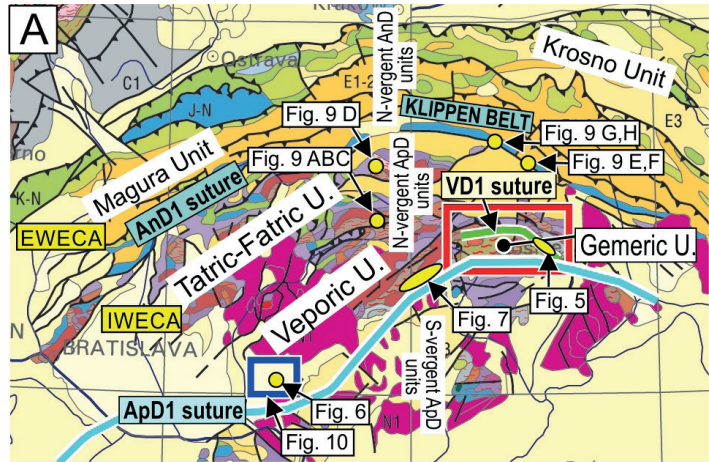 A
Kraków
Ostrava
C1
J-N
E1-2
N-vergent AnD
units
Krosno Unit
KLIPPEN BELT
E3
Fig. 9 D
Fig. 9 G,H
Fig. 9 ABC
Fig. 9 E,F
rno
K-N
Magura Unit
AnD1 suture
N-vergent ApD
units
VD1 suture
EWECA
Tatric-Fatric U.
Gemeric U.
IWECA
Veporic U.
Fig. 5
Fig. 7
BRATISLAVA
S-vergent ApD
units
N
ApD1 suture
Fig. 6
Fig. 10
N1